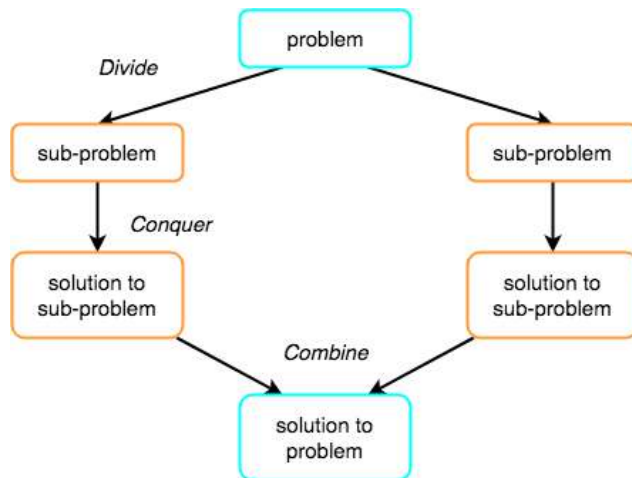 problem
Divide
sub-problem
sub-problem
Conquer
solution to
sub-problem
solution to
sub-problem
Combine
solution to
problem